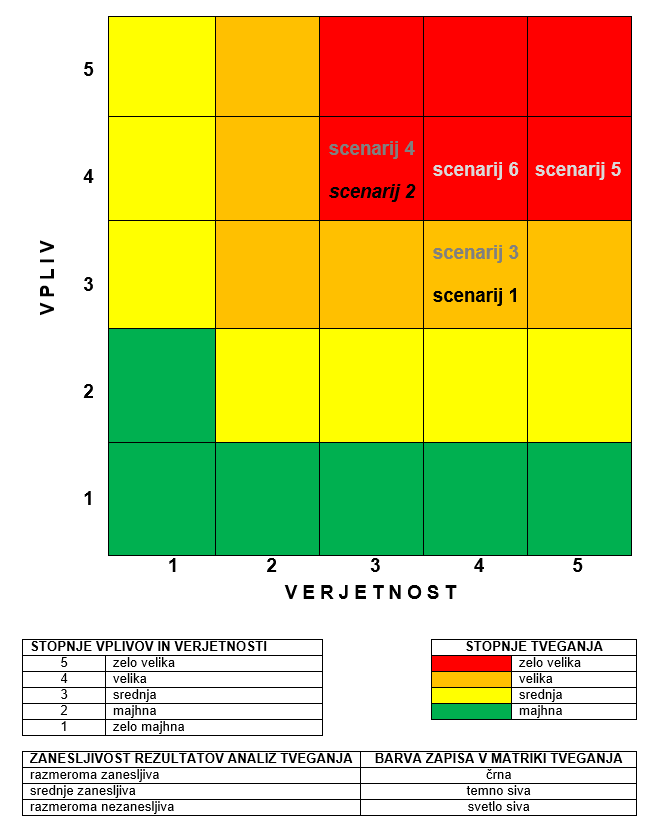 5
4
3
2
1
V P L I V
scenarij 4
scenarij 2
scenarij 6
scenarij 5
scenarij 3
scenarij 1
1 2 3 4 5
V E R J E T N O S T
STOPNJE VPLIVOV IN VERJETNOSTI
5 zelo velika
4 velika
3 srednja
2 majhna
1 zelo majhna
STOPNJE TVEGANJA
zelo velika
velika
srednja
majhna
ZANESLJIVOST REZULTATOV ANALIZ TVEGANJA BARVA ZAPISA V MATRIKI TVEGANJA
razmeroma zanesljiva črna
srednje zanesljiva temno siva
razmeroma nezanesljiva svetlo siva